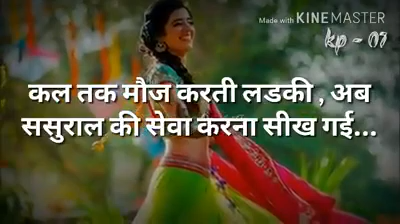 Made with KINEMASTER
kp - 07
कल तक मौज करती लडकी , अब
ससुराल की सेवा करना सीख गई...